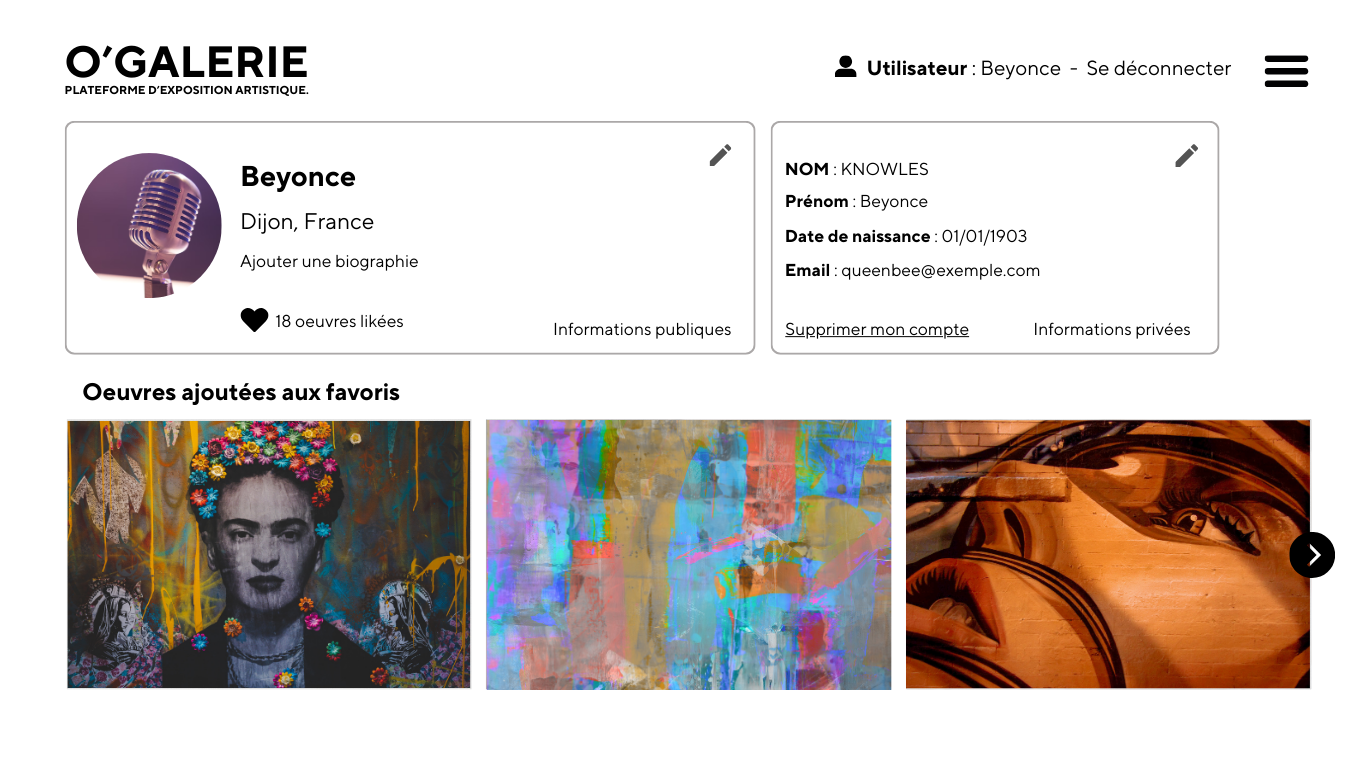 O’GALERIE
PLATEFORME D’EXPOSITION ARTISTIQUE.
Utilisateur : Beyonce - Se déconnecter
Beyonce
Dijon, France
Ajouter une biographie
18 oeuvres likées
Informations publiques
NOM : KNOWLES
Prénom : Beyonce
Date de naissance : 01/01/1903
Email : queenbee@exemple.com
Supprimer mon compte
Informations privées
Oeuvres ajoutées aux favoris